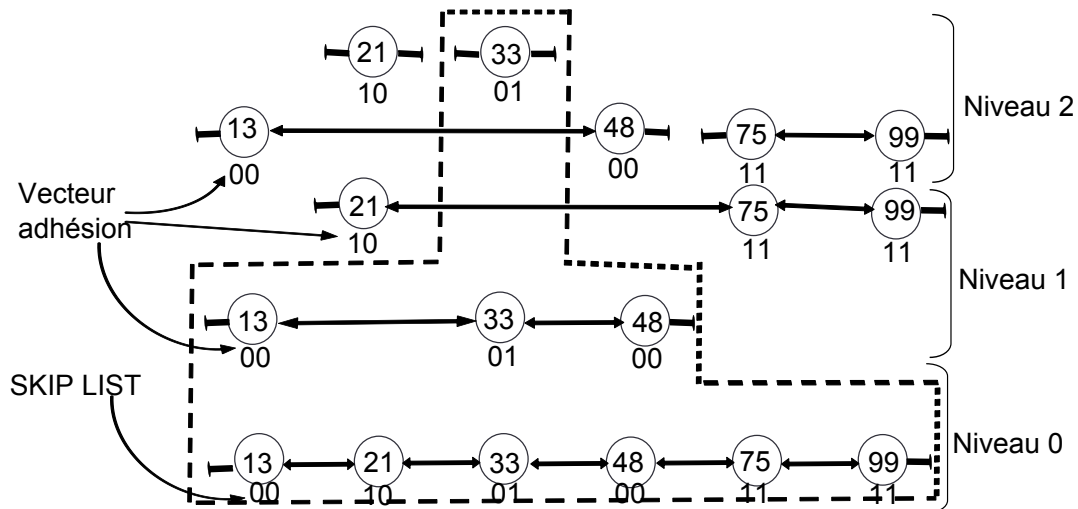 21 33
10 01
Niveau 2
13 48 75 99
00 00 11 11
Vecteur
adhésion
21 75 99
10 11 11
Niveau 1
13 33 48
00 01 00
SKIP LIST
Niveau 0
13 21 33 48 75 99
00 10 01 00 11 11